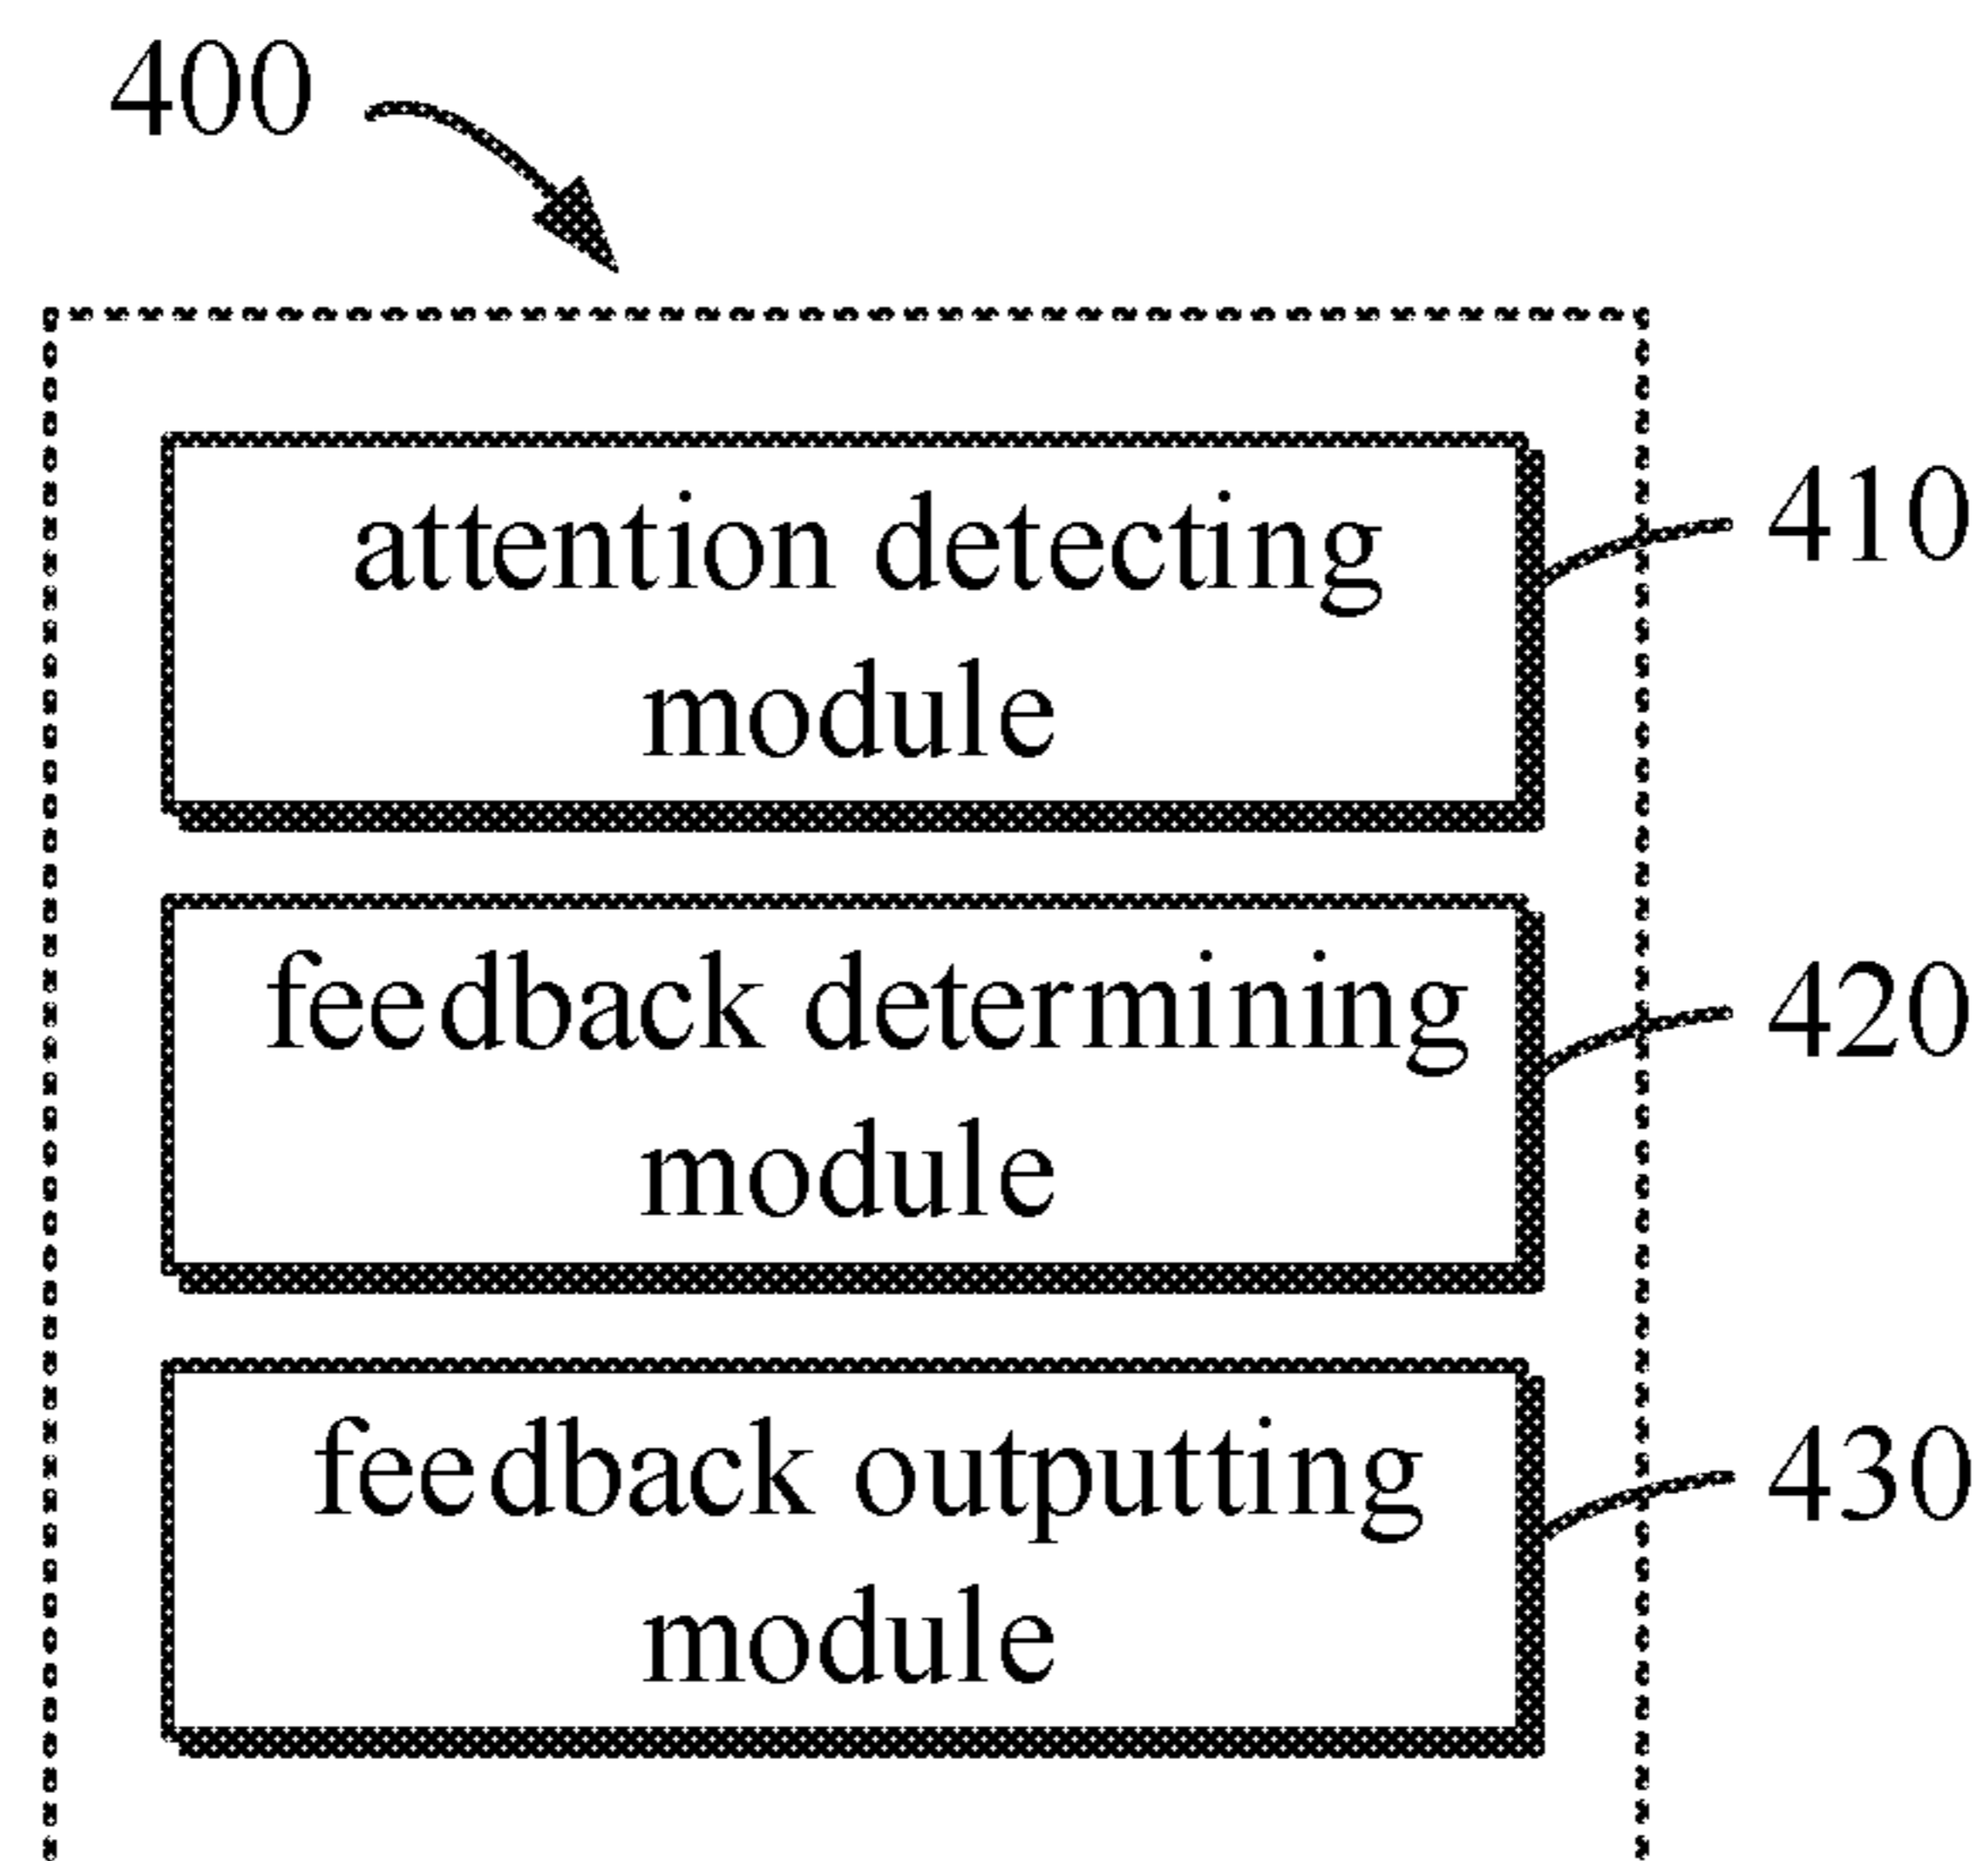 400
attention detecting
module
410
feedback determining
module
420
feedback outputting
module
430